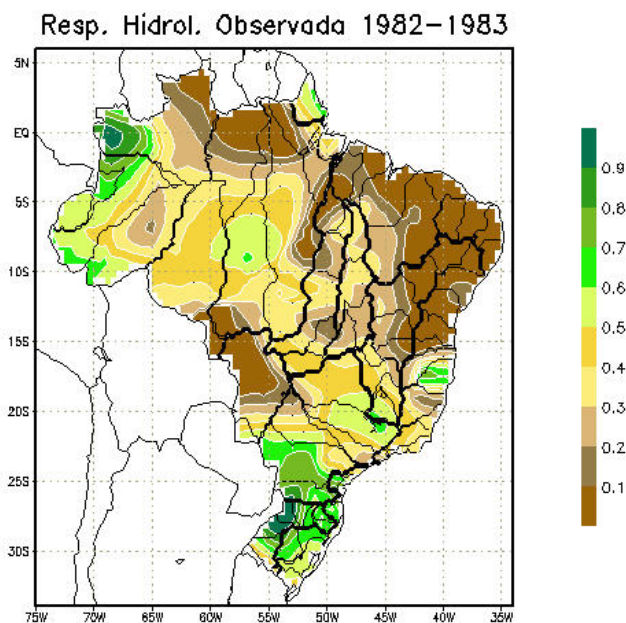 Resp. Hidrol. Observada 1982−1983
5N
EQ
5S
10S
15S
20S
25S
30S
75W 70W 65W 60W 55W 50W 45W 40W 35W
0.9
0.8
0.7
0.6
0.5
0.4
0.3
0.2
0.1